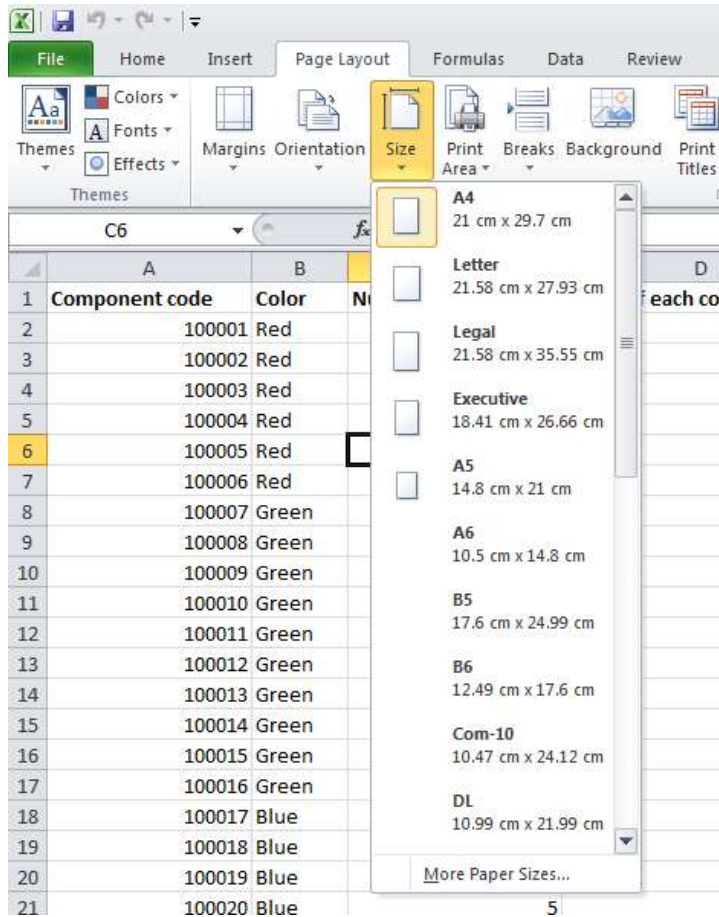 File Home Insert Page Layout Formulas Data Review
Themes
Colors
Fonts
Effects
Margins
Orientation
Size
Print Area
Breaks
Background
Print Titles
Themes
C6
A4
21 cm x 29.7 cm
Letter
21.58 cm x 27.93 cm
Legal
21.58 cm x 35.55 cm
Executive
18.41 cm x 26.66 cm
A5
14.8 cm x 21 cm
A6
10.5 cm x 14.8 cm
B5
17.6 cm x 24.99 cm
B6
12.49 cm x 17.6 cm
Com-10
10.47 cm x 24.12 cm
DL
10.99 cm x 21.99 cm
More Paper Sizes...
A B D
1 Component code Color f each co
2 100001 Red
3 100002 Red
4 100003 Red
5 100004 Red
6 100005 Red
7 100006 Red
8 100007 Green
9 100008 Green
10 100009 Green
11 100010 Green
12 100011 Green
13 100012 Green
14 100013 Green
15 100014 Green
16 100015 Green
17 100016 Green
18 100017 Blue
19 100018 Blue
20 100019 Blue
21 100020 Blue 5